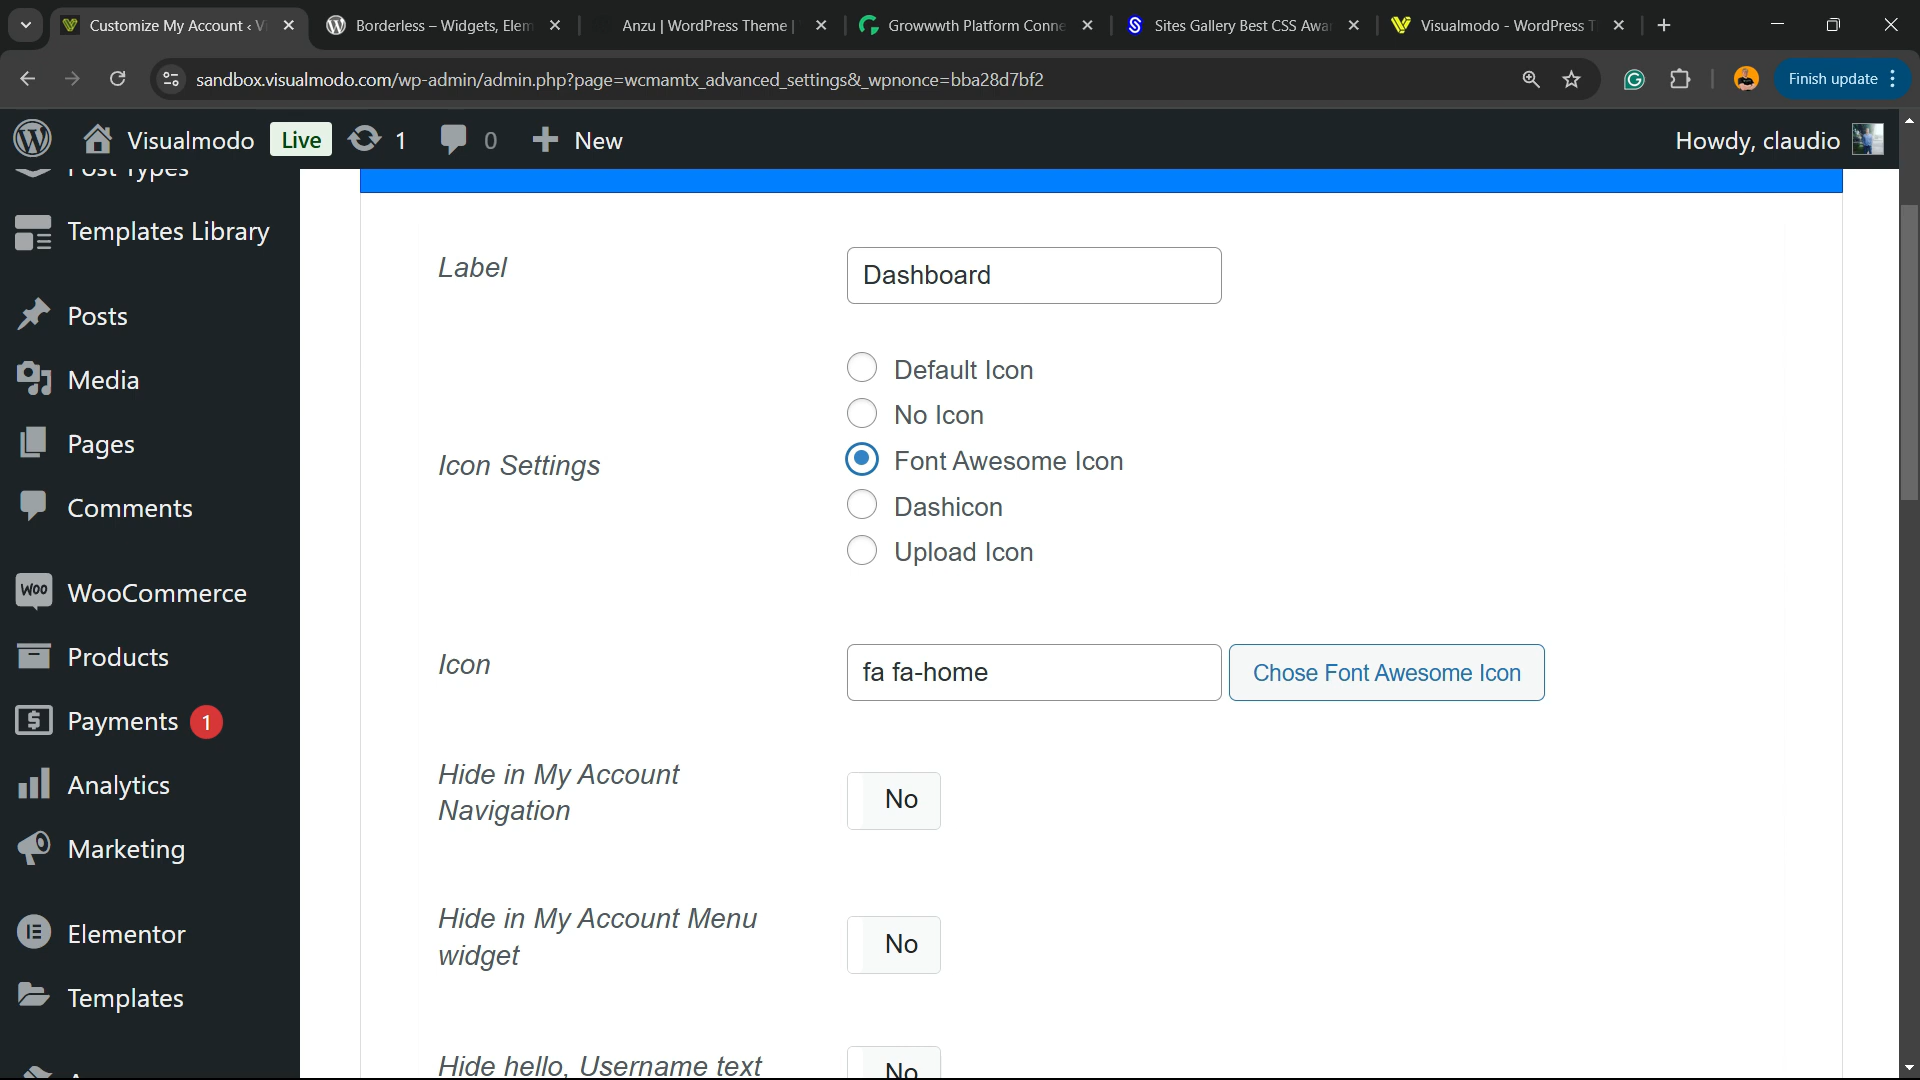 Customize My Account ‹ V
Borderless – Widgets, Elem
Anzu | WordPress Theme |
Growwwth Platform Conne
Sites Gallery Best CSS Awar
Visualmodo - WordPress T
sandbox.visualmodo.com/wp-admin/admin.php?page=wcmamtx_advanced_settings&_wpnonce=bba28d7bf2
Finish update
Visualmodo
Live
1
0
New
Howdy, claudio
Post Types
Templates Library
Posts
Media
Pages
Comments
WooCommerce
Products
Payments 1
Analytics
Marketing
Elementor
Templates
Label
Dashboard
Icon Settings
Default Icon
No Icon
Font Awesome Icon
Dashicon
Upload Icon
Icon
fa fa-home
Chose Font Awesome Icon
Hide in My Account
Navigation
No
Hide in My Account Menu
widget
No
Hide hello, Username text
No